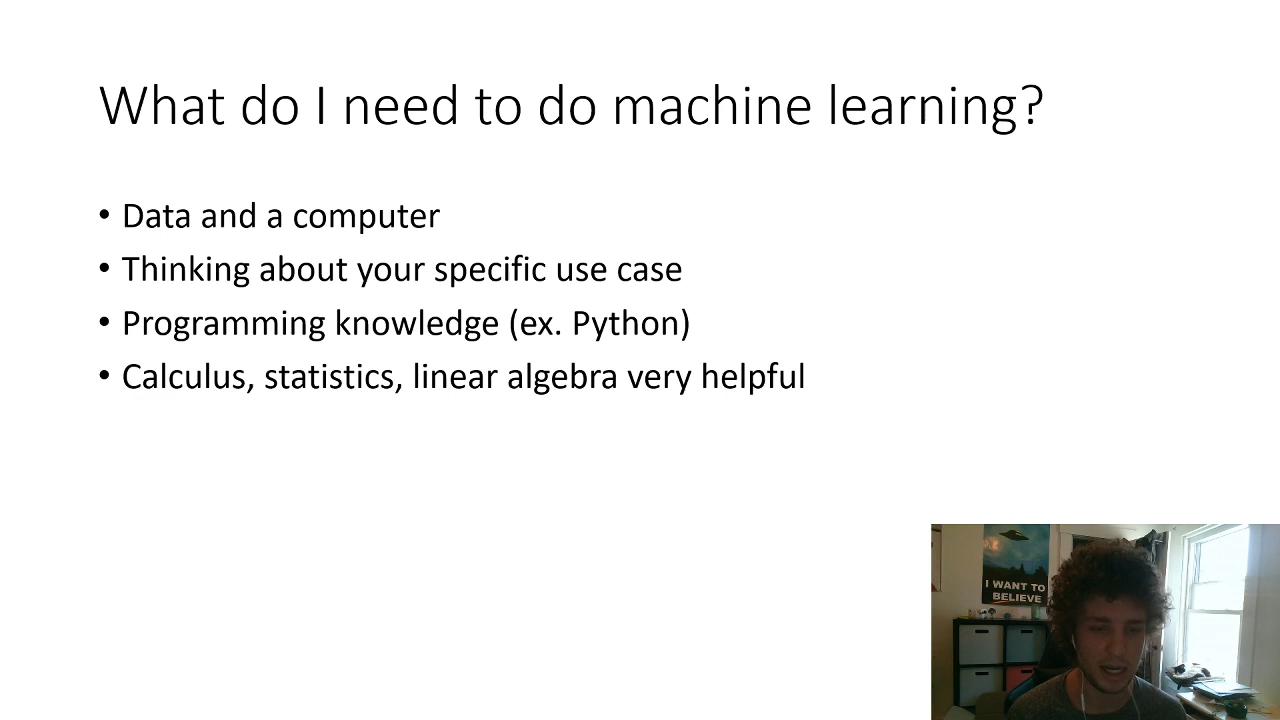 What do I need to do machine learning?
• Data and a computer
• Thinking about your specific use case
• Programming knowledge (ex. Python)
• Calculus, statistics, linear algebra very helpful
I WANT TO
BELIEVE